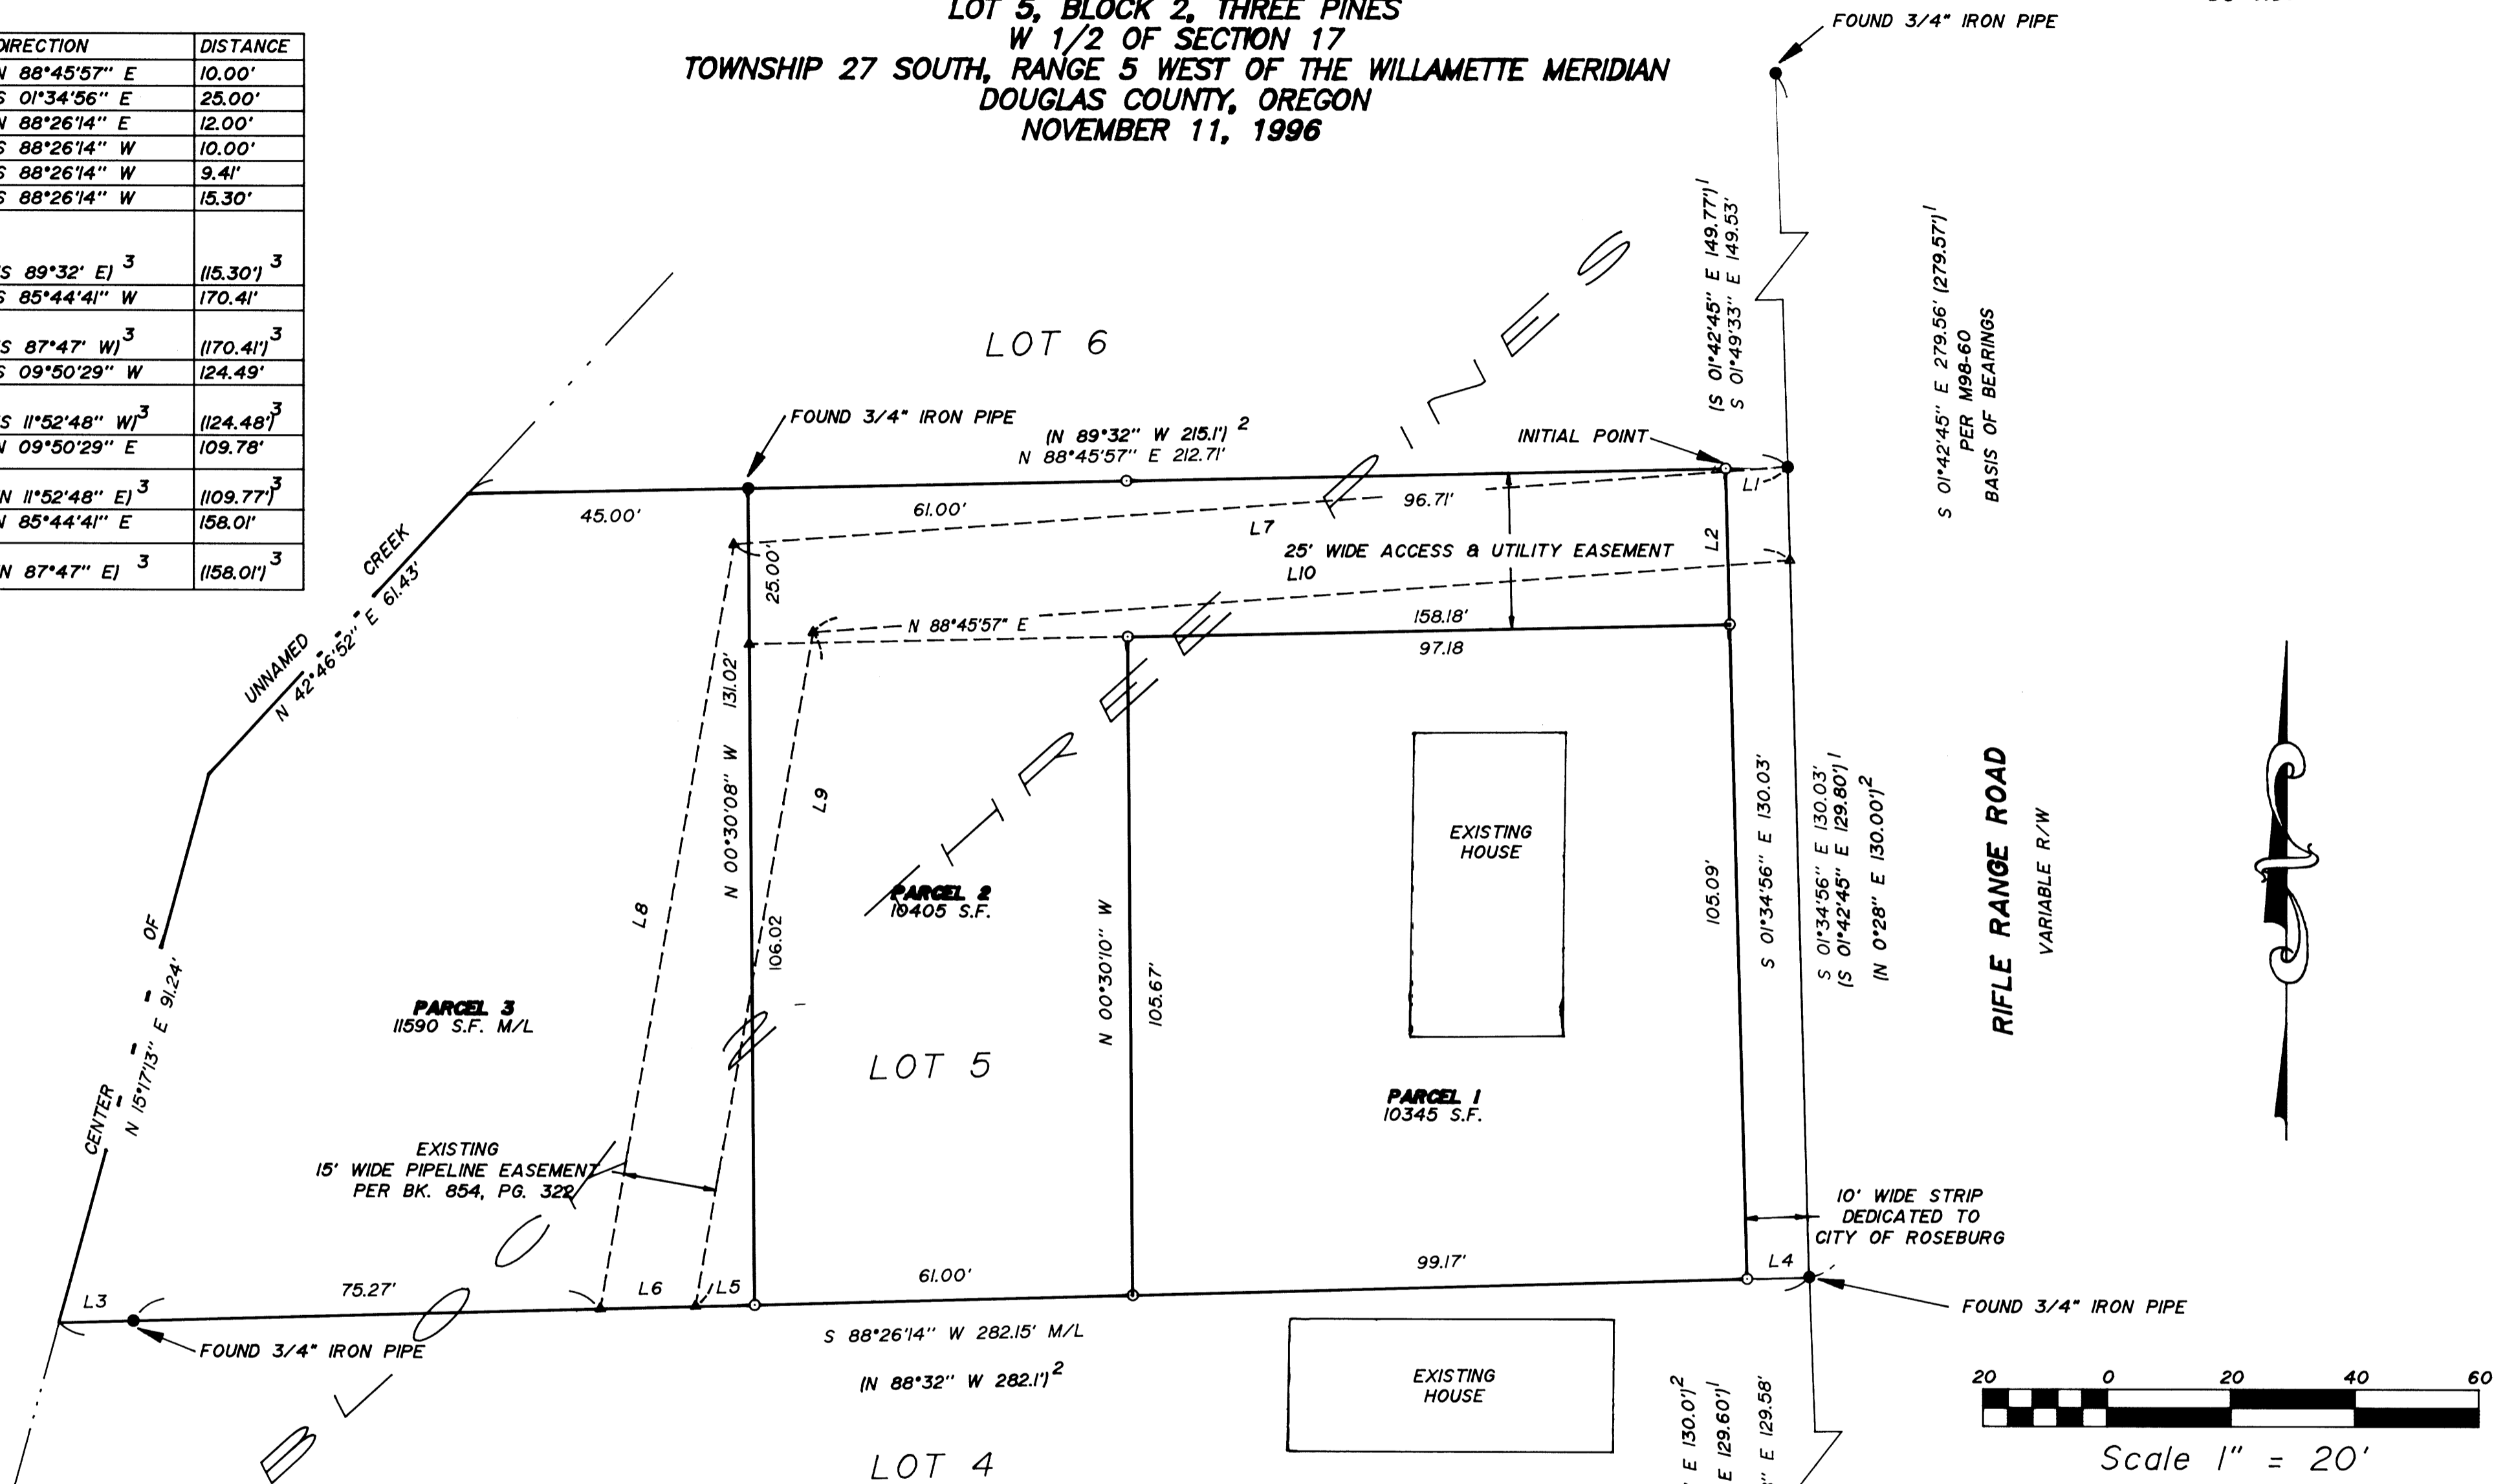 LOT 5, BLOCK 2, THREE PINES
W 1/2 OF SECTION 17
TOWNSHIP 27 SOUTH, RANGE 5 WEST OF THE WILLAMETTE MERIDIAN
DOUGLAS COUNTY, OREGON
NOVEMBER 11, 1996
DIRECTION DISTANCE
N 88°45'57" E 10.00'
S 01°34'56" E 25.00'
N 88°26'14" E 12.00'
S 88°26'14" W 10.00'
S 88°26'14" W 9.41'
S 88°26'14" W 15.30'
(S 89°32' E) 3 (15.30') 3
S 85°44'41" W 170.41'
(S 87°47' W) 3 (170.41') 3
S 09°50'29" W 124.49'
(S 11°52'48" W) 3 (124.48') 3
N 09°50'29" E 109.78'
(N 11°52'48" E) 3 (109.77') 3
N 85°44'41" E 158.01'
(N 87°47" E) 3 (158.01') 3
FOUND 3/4" IRON PIPE
(S 01°42'45" E 149.77') 1
S 01°49'33" E 149.53'
S 01°42'45" E 279.56' (279.57') 1
PER M98-60
BASIS OF BEARINGS
LOT 6
FOUND 3/4" IRON PIPE
(N 89°32" W 215.1') 2
N 88°45'57" E 212.71'
INITIAL POINT
L1
45.00'
61.00'
96.71'
L7
L2
25' WIDE ACCESS & UTILITY EASEMENT
L10
25.00'
N 88°45'57" E
158.18'
97.18
UNNAMED CREEK
N 42°46'52" E 61.43'
N 00°30'08" W 131.02'
L8
L9
106.02
EXISTING
HOUSE
PARCEL 2
10405 S.F.
N 00°30'10" W
105.67'
105.09'
S 01°34'56" E 130.03'
S 01°34'56" E 130.03'
(S 01°42'45" E 129.80') 1
(N 0°28" E 130.00') 2
RIFLE RANGE ROAD
VARIABLE R/W
CENTER OF
N 15°17'13" E 91.24'
PARCEL 3
11590 S.F. M/L
LOT 5
PARCEL 1
10345 S.F.
EXISTING
15' WIDE PIPELINE EASEMENT
PER BK. 854, PG. 322
10' WIDE STRIP
DEDICATED TO
CITY OF ROSEBURG
L3
75.27'
L6
L5
61.00'
99.17'
L4
FOUND 3/4" IRON PIPE
FOUND 3/4" IRON PIPE
S 88°26'14" W 282.15' M/L
(N 88°32" W 282.1') 2
EXISTING
HOUSE
LOT 4
E 130.0') 2
E 129.60') 1
E 129.58'
20 0 20 40 60
Scale 1" = 20'